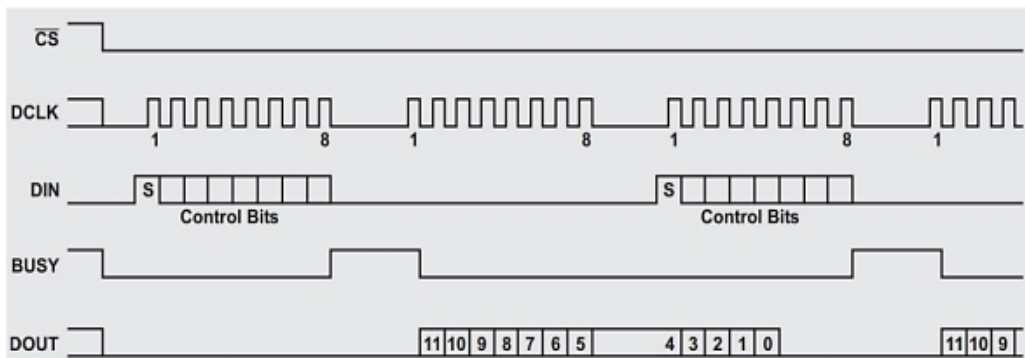 CS
DCLK
1 8 1 8 1 8 1
DIN S S
Control Bits Control Bits
BUSY
DOUT 11 10 9 8 7 6 5 4 3 2 1 0 11 10 9